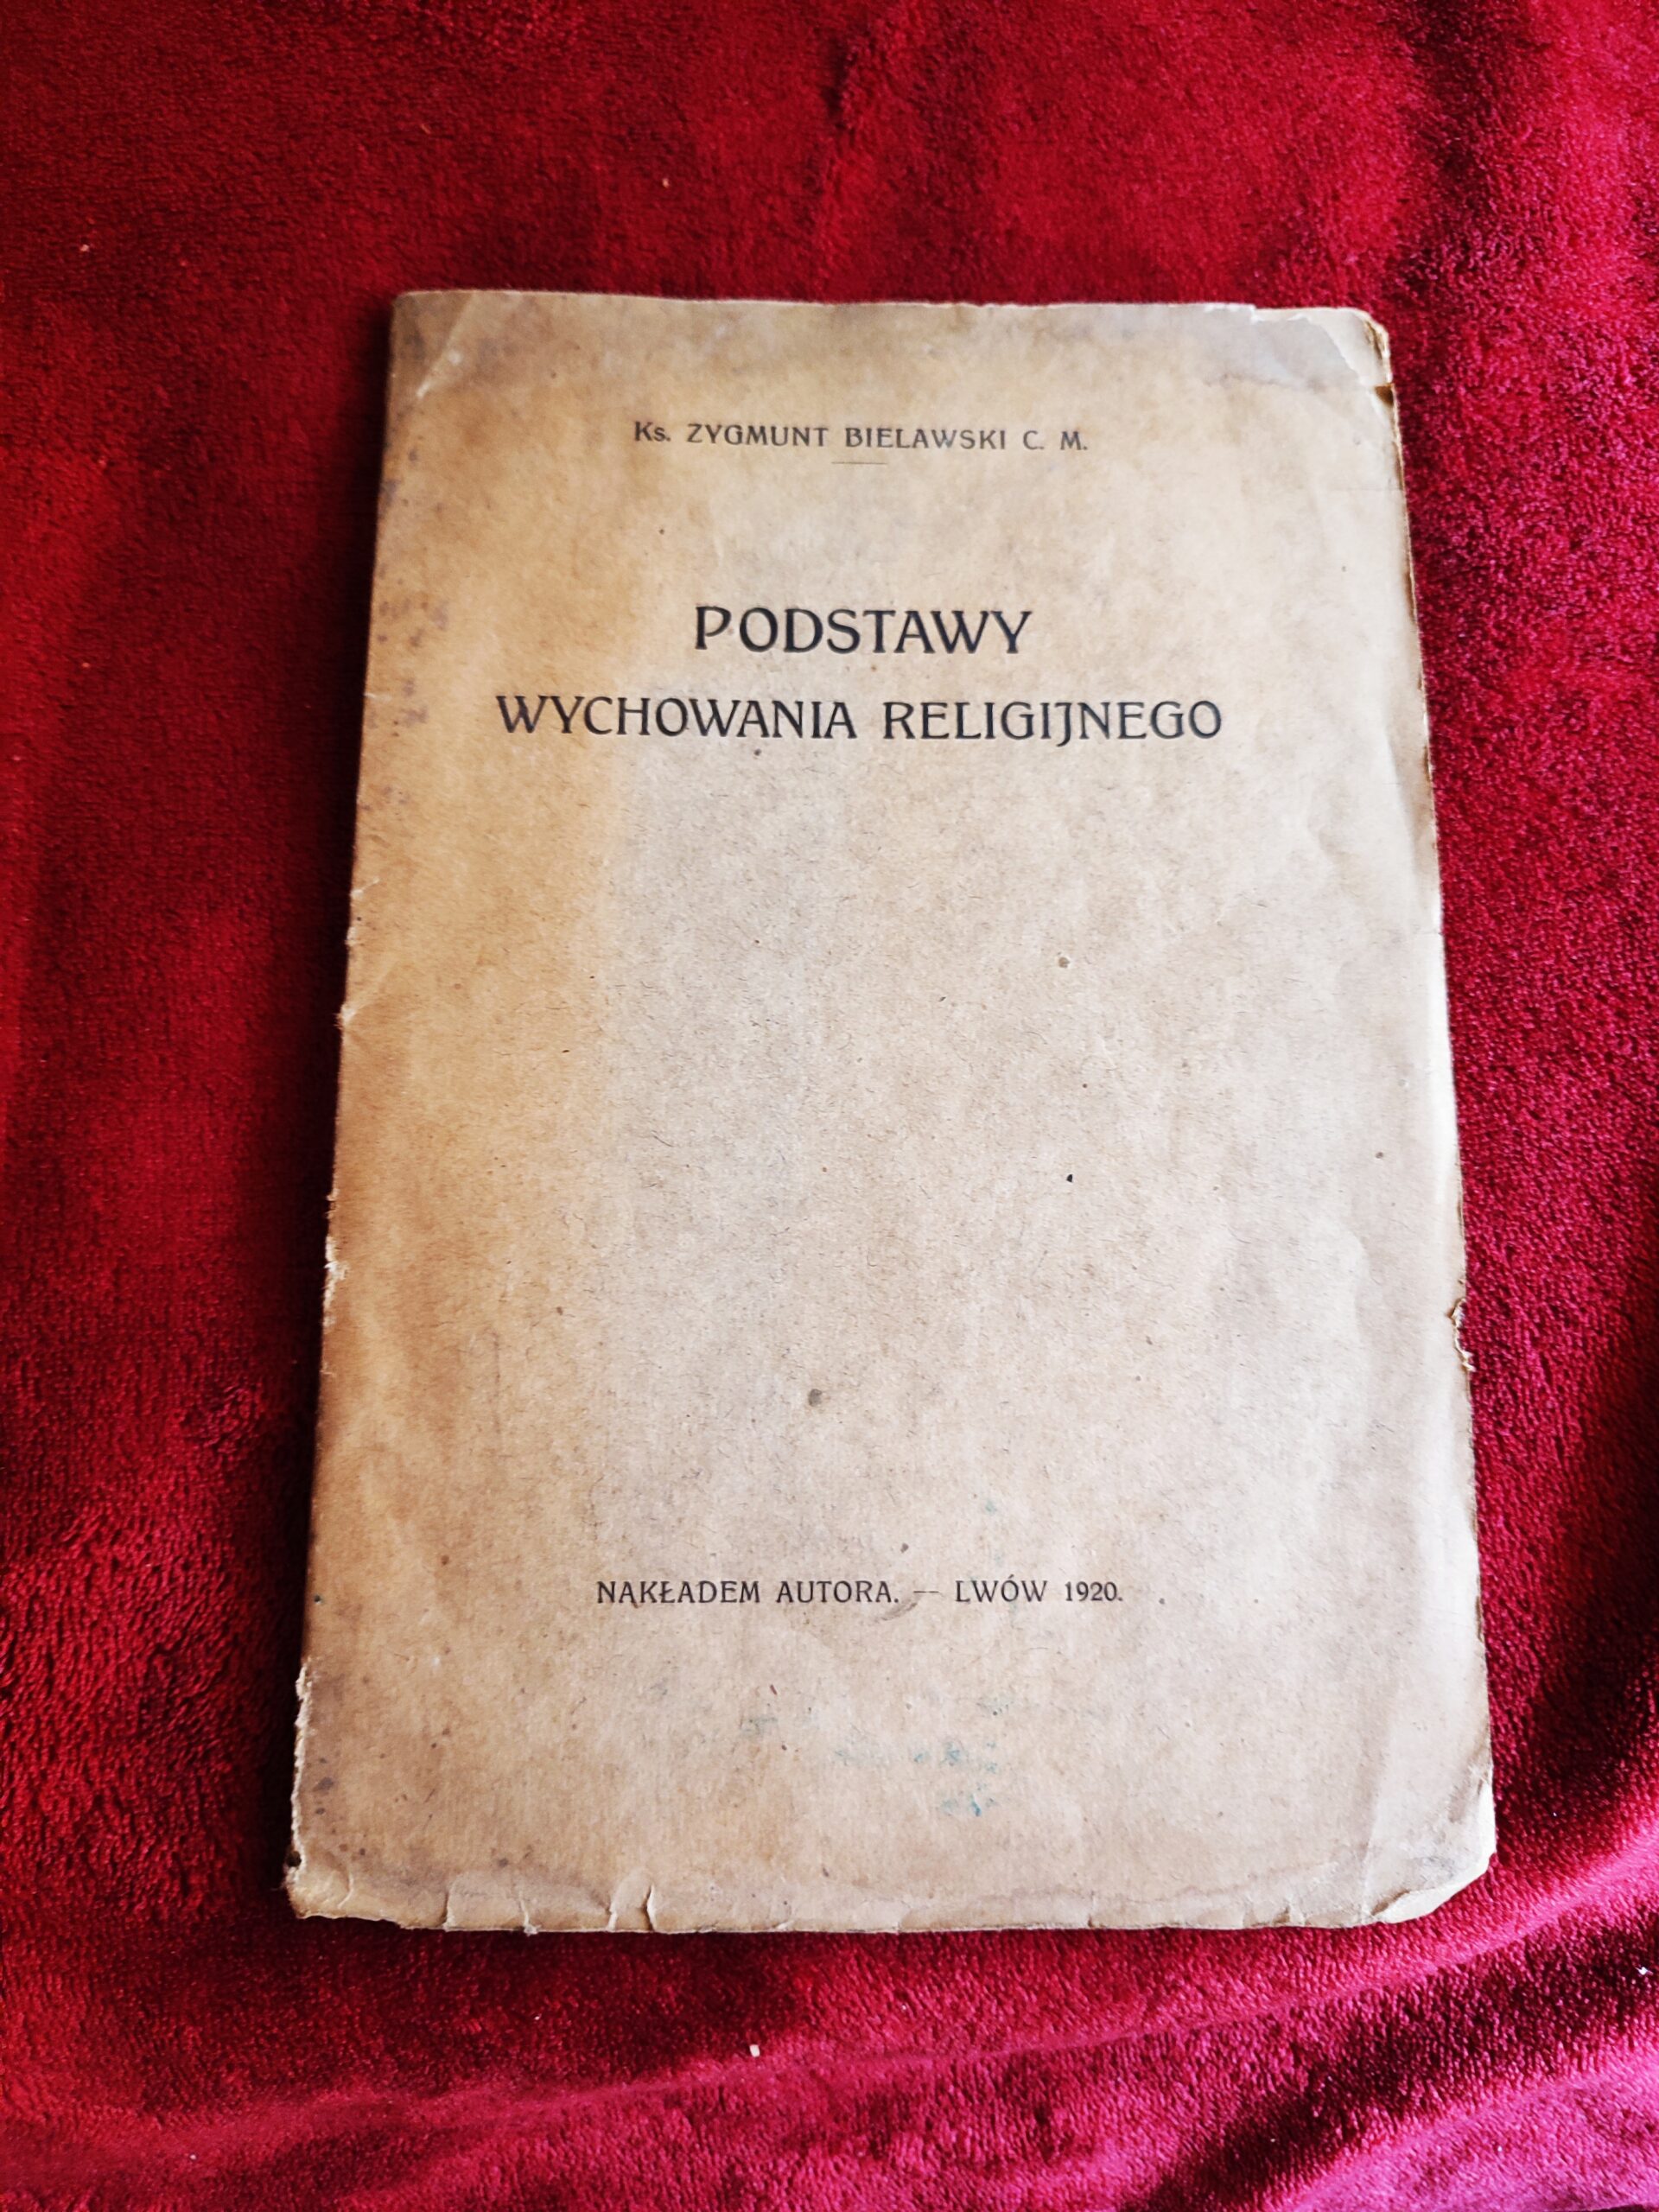 Ks. ZYGMUNT BIELAWSKI C. M.
PODSTAWY
WYCHOWANIA RELIGIJNEGO
NAKŁADEM AUTORA. — LWÓW 1920.